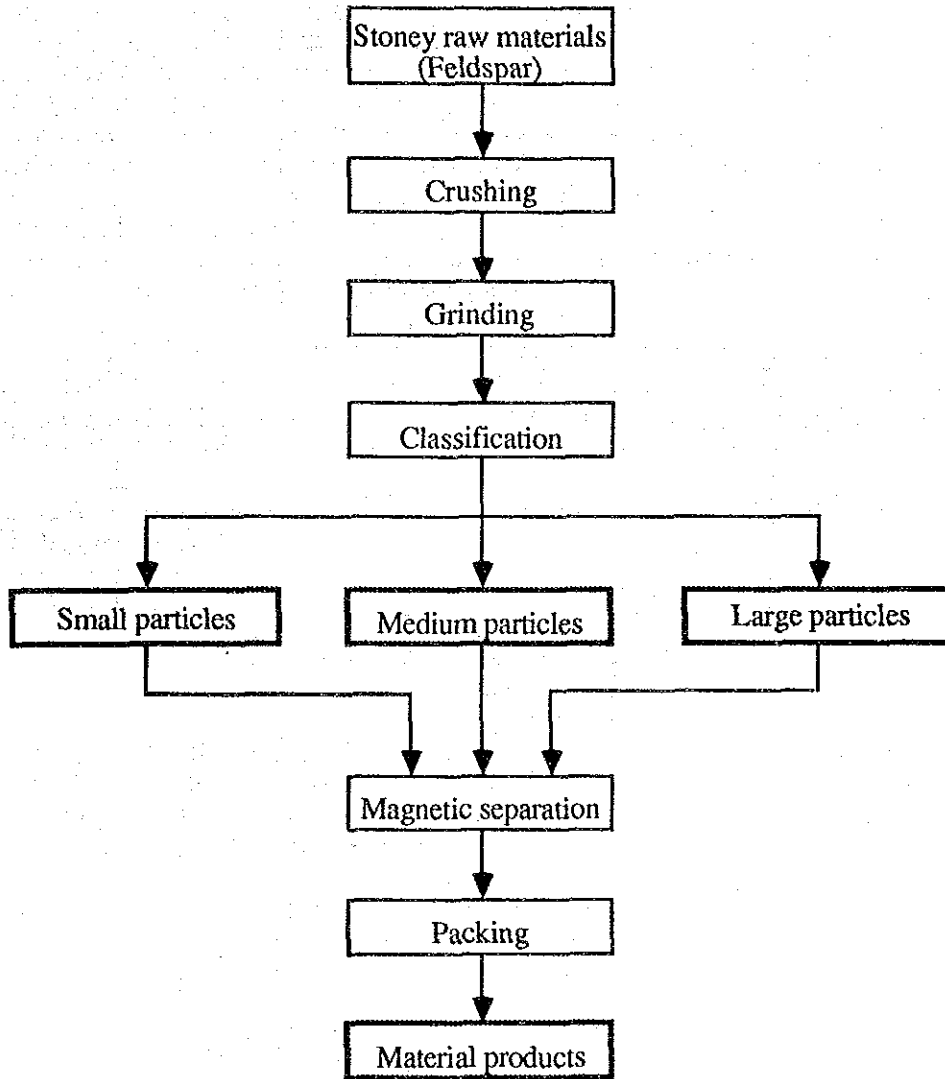 Stoney raw materials
(Feldspar)
Crushing
Grinding
Classification
Small particles
Medium particles
Large particles
Magnetic separation
Packing
Material products